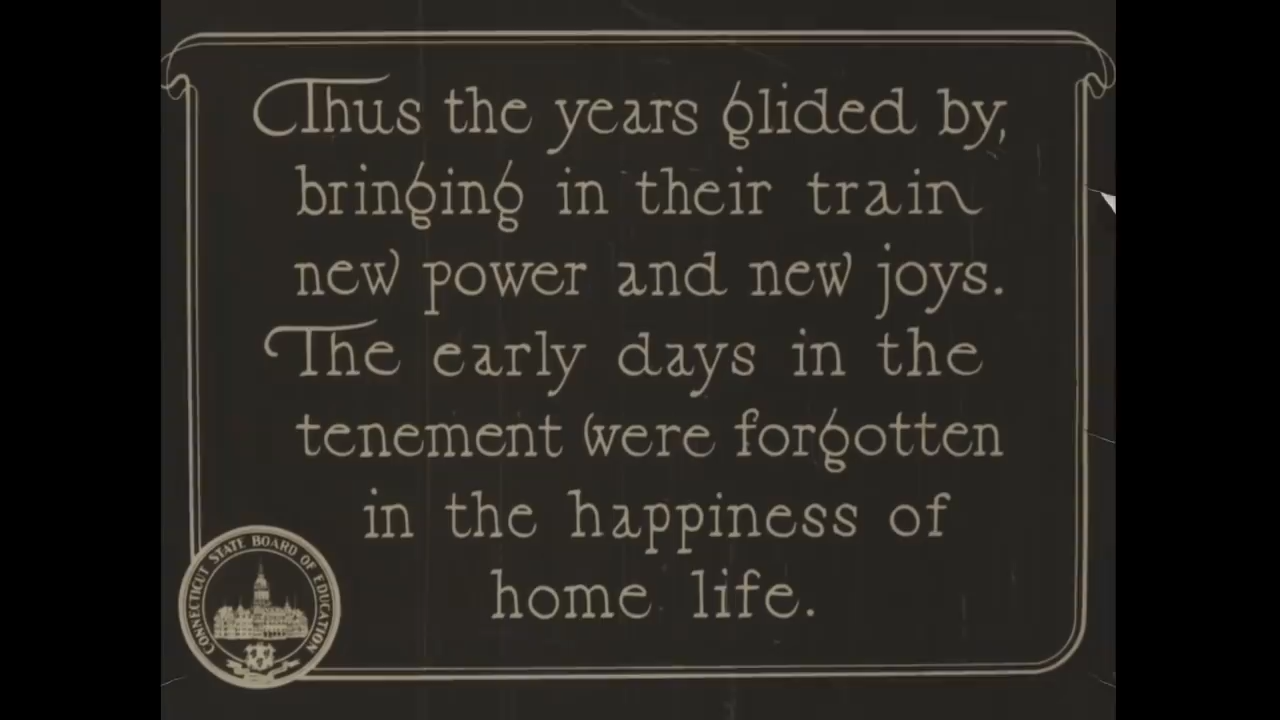 Thus the years glided by,
bringing in their train
new power and new joys.
The early days in the
tenement were forgotten
in the happiness of
home life.
CONNECTICUT STATE BOARD OF EDUCATION